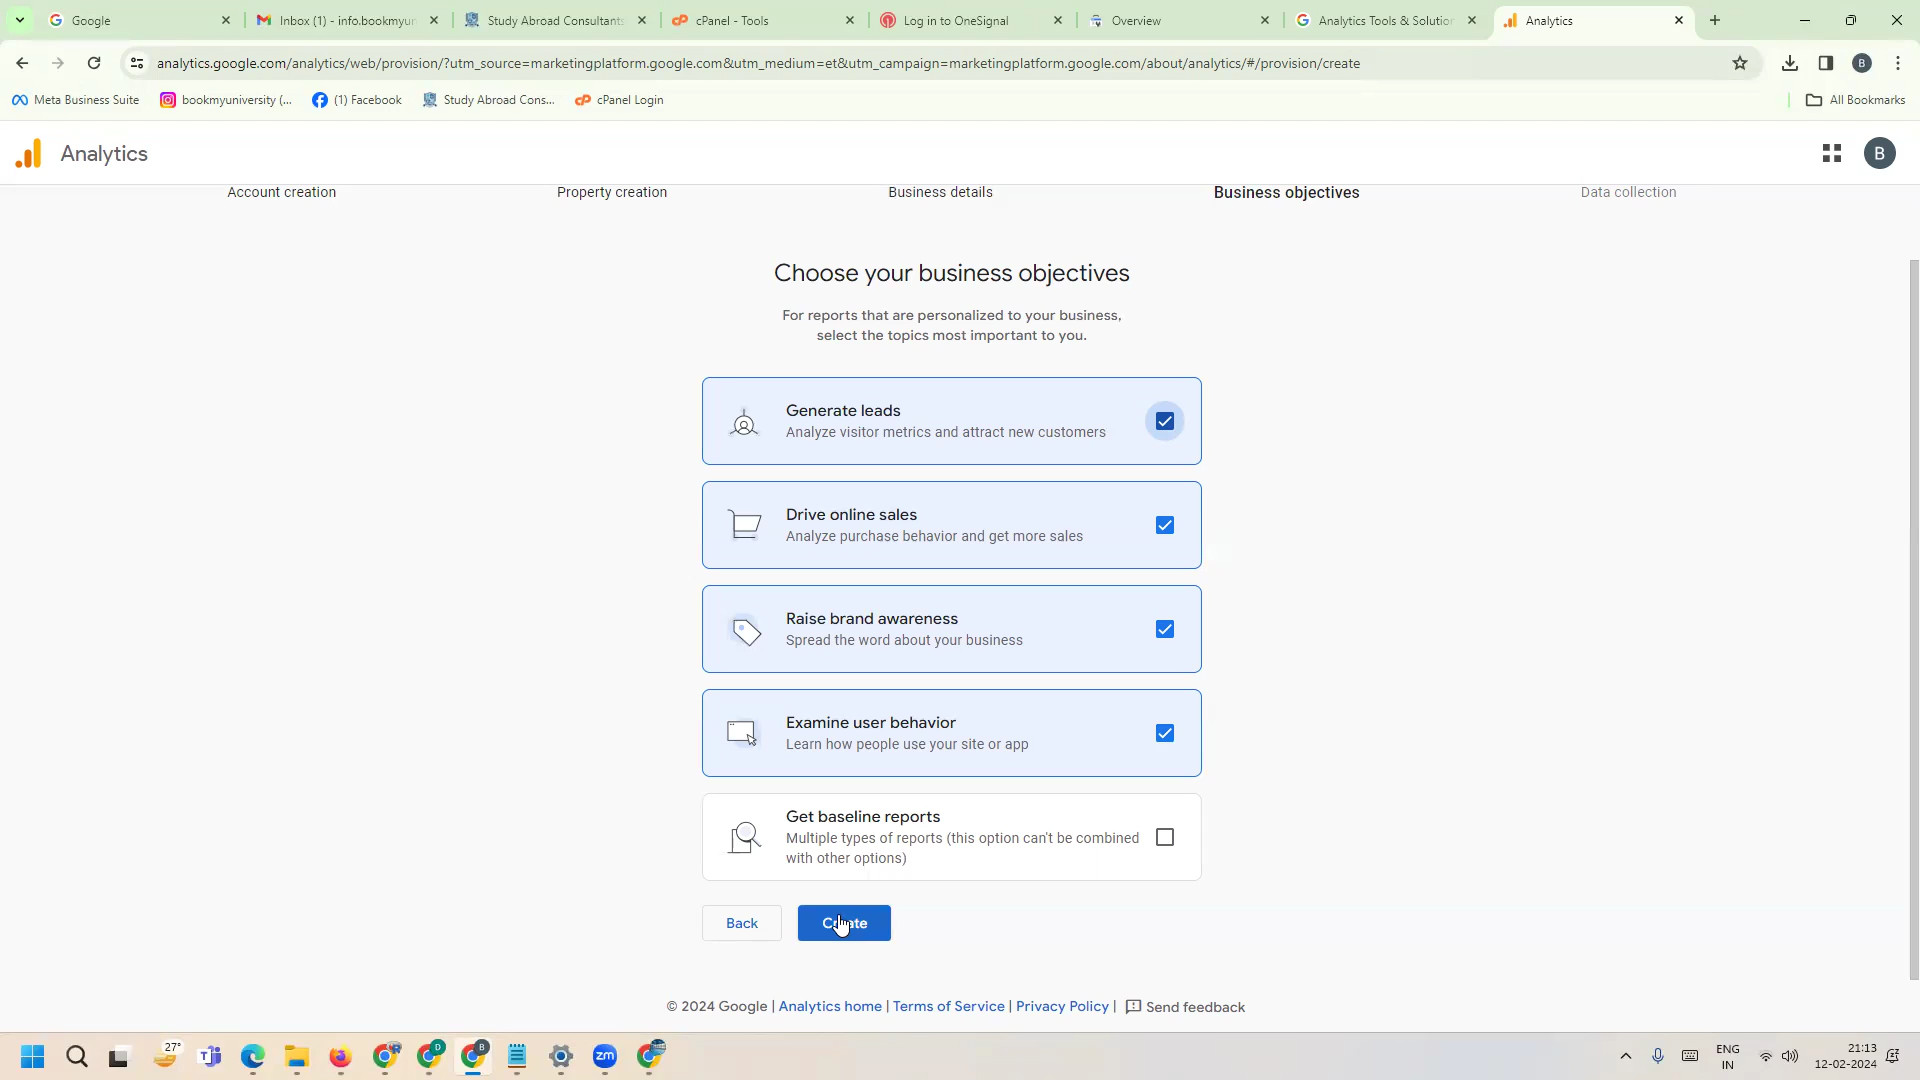 Google
Inbox (1) - info.bookmyun
Study Abroad Consultants
cPanel - Tools
Log in to OneSignal
Overview
Analytics Tools & Solution
Analytics
analytics.google.com/analytics/web/provision/?utm_source=marketingplatform.google.com&utm_medium=et&utm_campaign=marketingplatform.google.com/about/analytics/#/provision/create
B
Meta Business Suite
bookmyuniversity (...
(1) Facebook
Study Abroad Cons...
cPanel Login
All Bookmarks
Analytics
B
Account creation
Property creation
Business details
Business objectives
Data collection
Choose your business objectives
For reports that are personalized to your business,
select the topics most important to you.
Generate leads
Analyze visitor metrics and attract new customers
Drive online sales
Analyze purchase behavior and get more sales
Raise brand awareness
Spread the word about your business
Examine user behavior
Learn how people use your site or app
Get baseline reports
Multiple types of reports (this option can't be combined
with other options)
Back
Create
© 2024 Google | Analytics home | Terms of Service | Privacy Policy | Send feedback
27°
D
B
zm
ENG
IN
21:13
12-02-2024